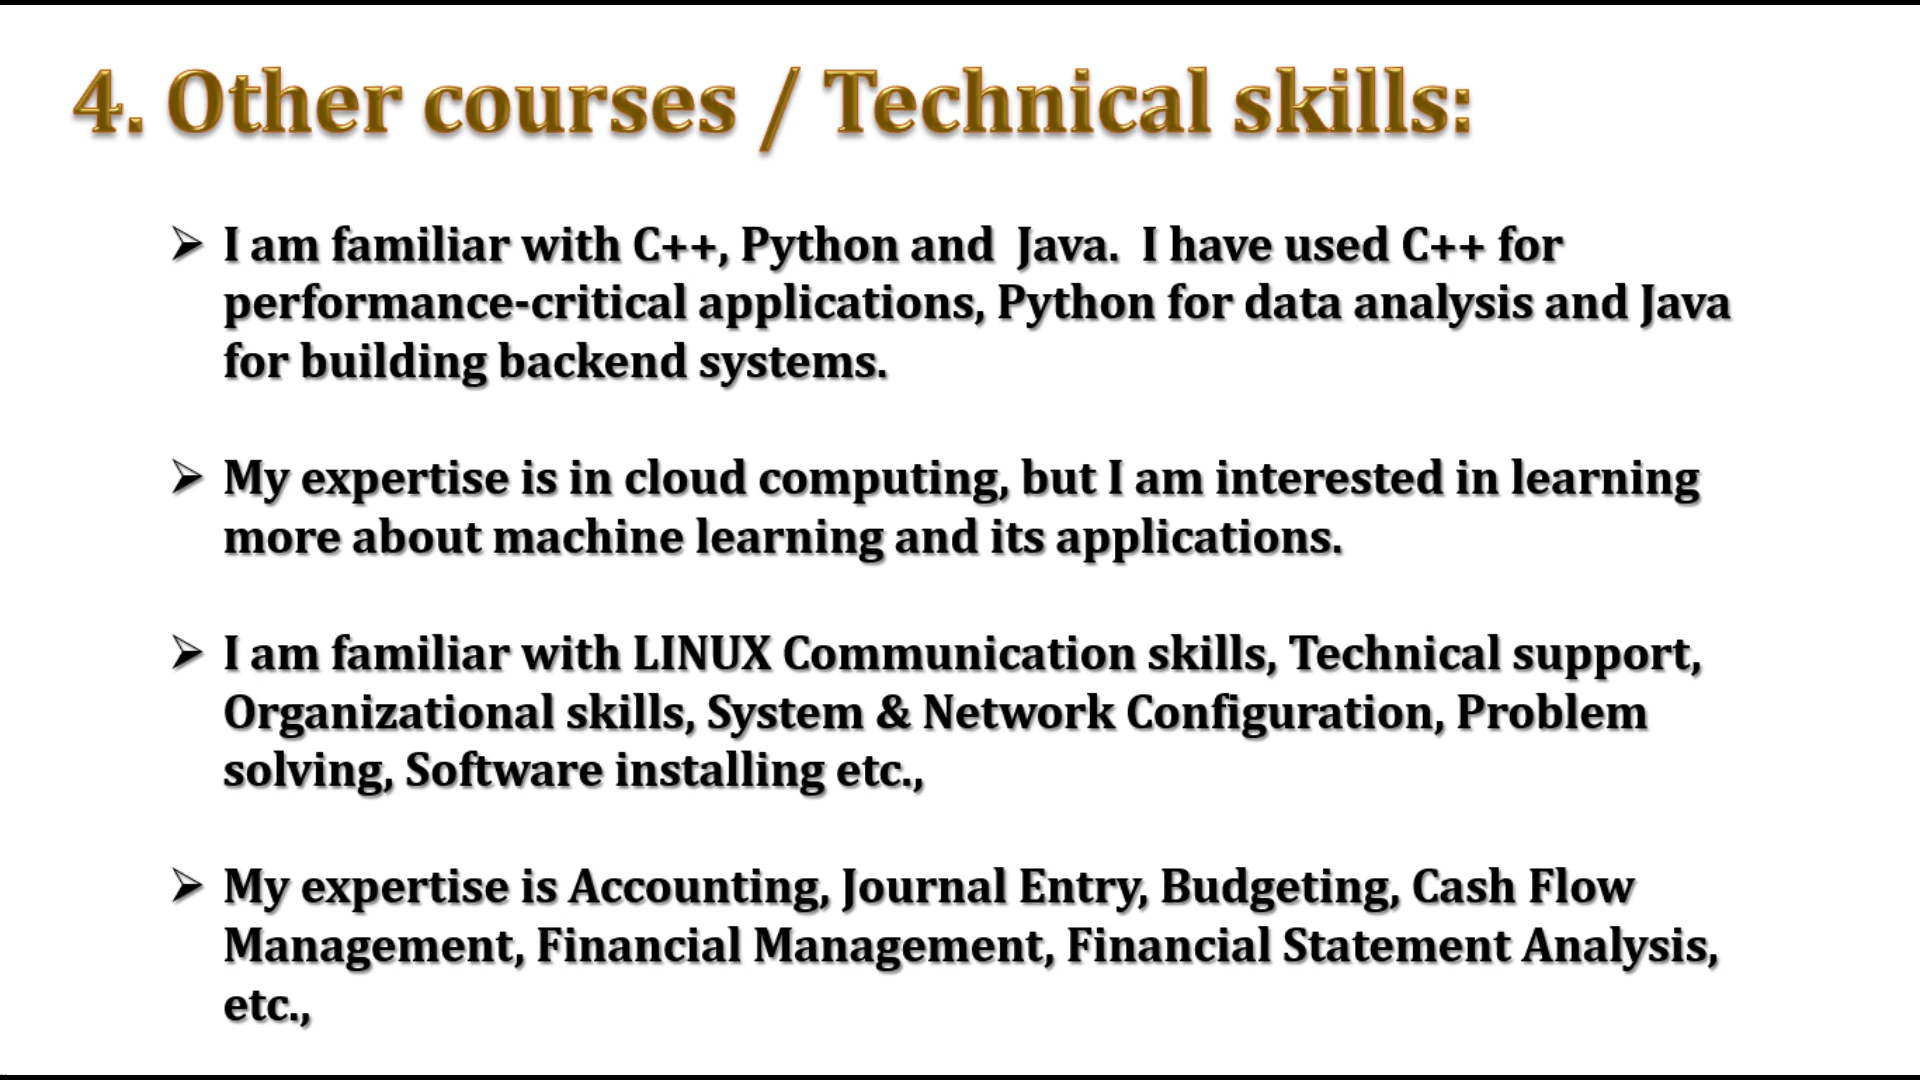 4. Other courses / Technical skills:
➢ I am familiar with C++, Python and  Java.  I have used C++ for
performance-critical applications, Python for data analysis and Java
for building backend systems.
➢ My expertise is in cloud computing, but I am interested in learning
more about machine learning and its applications.
➢ I am familiar with LINUX Communication skills, Technical support,
Organizational skills, System & Network Configuration, Problem
solving, Software installing etc.,
➢ My expertise is Accounting, Journal Entry, Budgeting, Cash Flow
Management, Financial Management, Financial Statement Analysis,
etc.,